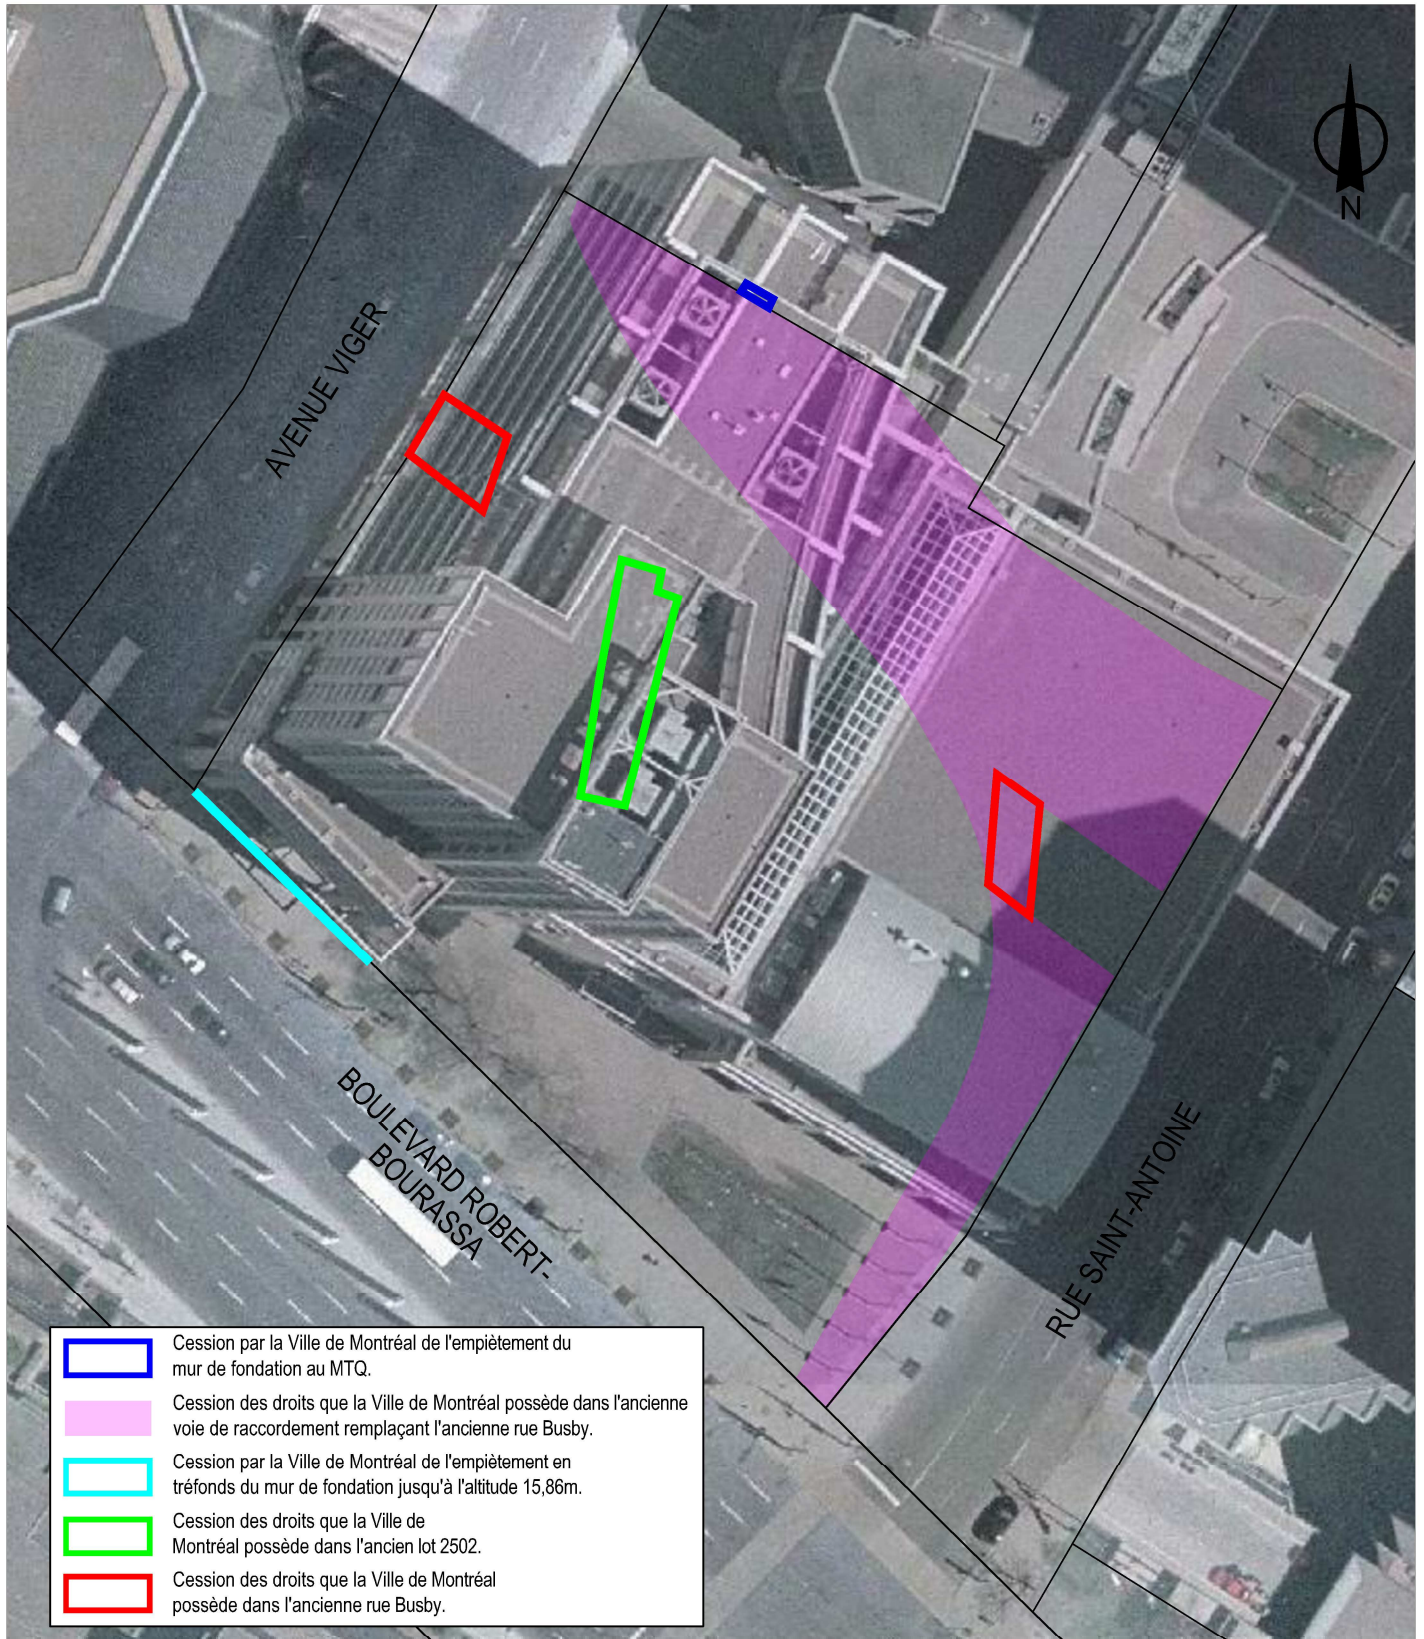 N
AVENUE VIGER
BOULEVARD ROBERT-
BOURASSA
RUE SAINT-ANTOINE
Cession par la Ville de Montréal de l'empiètement du
mur de fondation au MTQ.
Cession des droits que la Ville de Montréal possède dans l'ancienne
voie de raccordement remplaçant l'ancienne rue Busby.
Cession par la Ville de Montréal de l'empiètement en
tréfonds du mur de fondation jusqu'à l'altitude 15,86m.
Cession des droits que la Ville de
Montréal possède dans l'ancien lot 2502.
Cession des droits que la Ville de Montréal
possède dans l'ancienne rue Busby.